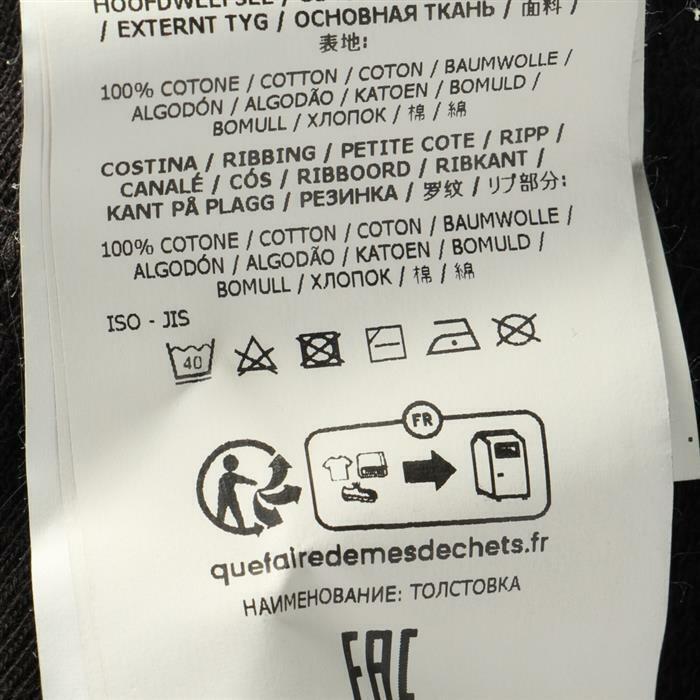 / EXTERNT TYG / ОСНОВНАЯ ТКАНЬ / 面料 /
表地:
100% COTONE / COTTON / COTON / BAUMWOLLE /
ALGODÓN / ALGODÃO / KATOEN / BOMULD /
BOMULL / ХЛОПОК / 棉 / 綿
COSTINA / RIBBING / PETITE COTE / RIPP /
CANALÉ / CÓS / RIBBOORD / RIBKANT /
KANT PÅ PLAGG / РЕЗИНКА / 罗纹 / リブ部分:
100% COTONE / COTTON / COTON / BAUMWOLLE /
ALGODÓN / ALGODÃO / KATOEN / BOMULD /
BOMULL / ХЛОПОК / 棉 / 綿
ISO - JIS
40
FR
quefairedemesdechets.fr
НАИМЕНОВАНИЕ: ТОЛСТОВКА
EAC